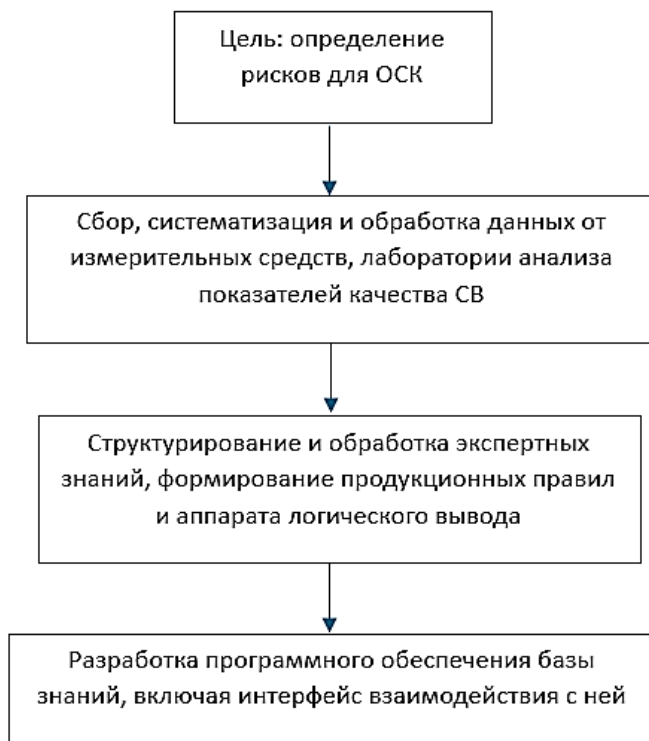 Цель: определение
рисков для ОСК
Сбор, систематизация и обработка данных от
измерительных средств, лаборатории анализа
показателей качества СВ
Структурирование и обработка экспертных
знаний, формирование продукционных правил
и аппарата логического вывода
Разработка программного обеспечения базы
знаний, включая интерфейс взаимодействия с ней